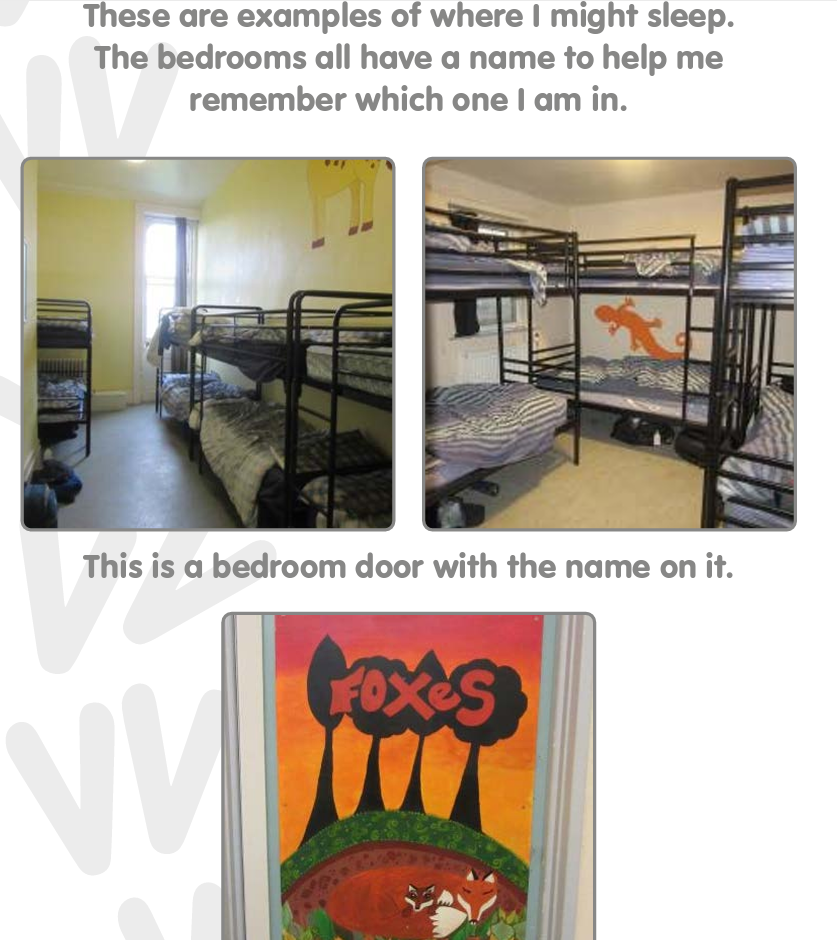 These are examples of where I might sleep.
The bedrooms all have a name to help me
remember which one I am in.
This is a bedroom door with the name on it.
FOXeS